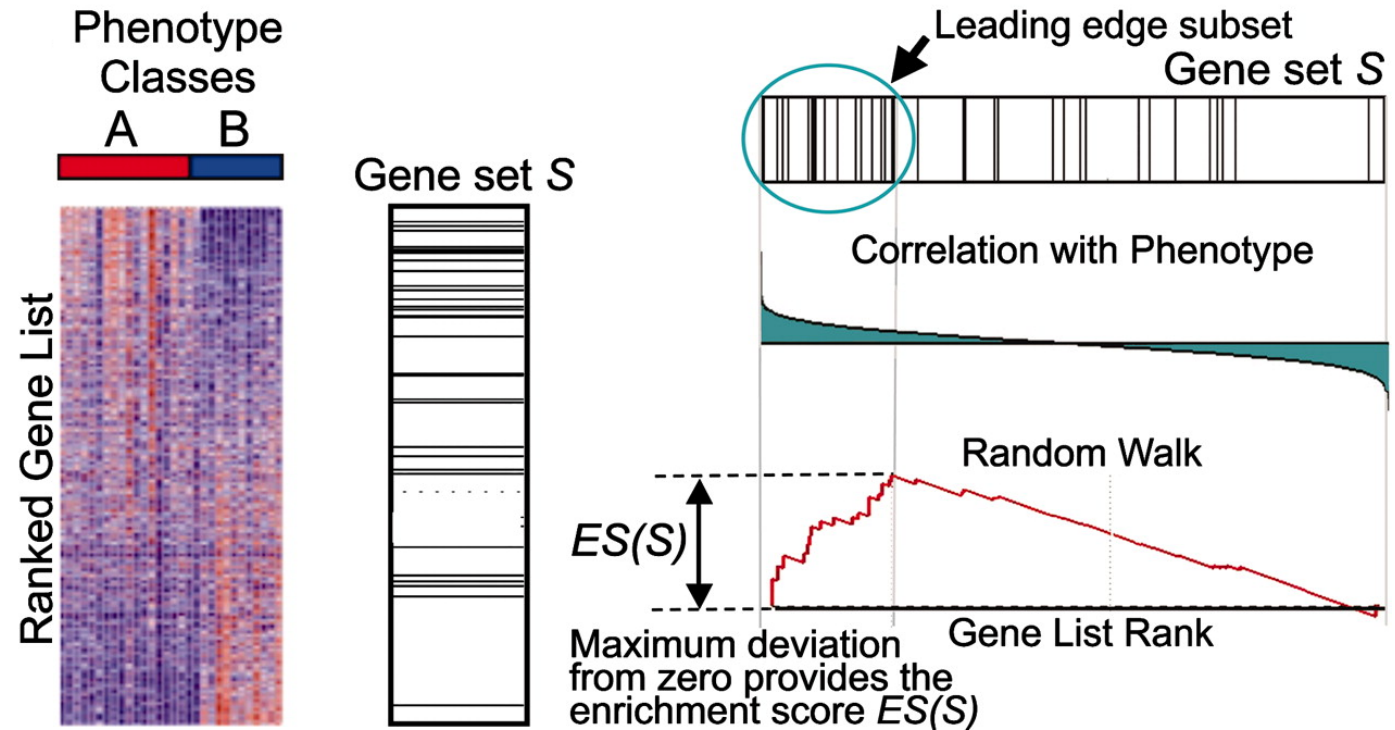 Phenotype
Classes
A B
Ranked Gene List
Gene set S
Leading edge subset
Gene set S
Correlation with Phenotype
Random Walk
ES(S)
Gene List Rank
Maximum deviation
from zero provides the
enrichment score ES(S)